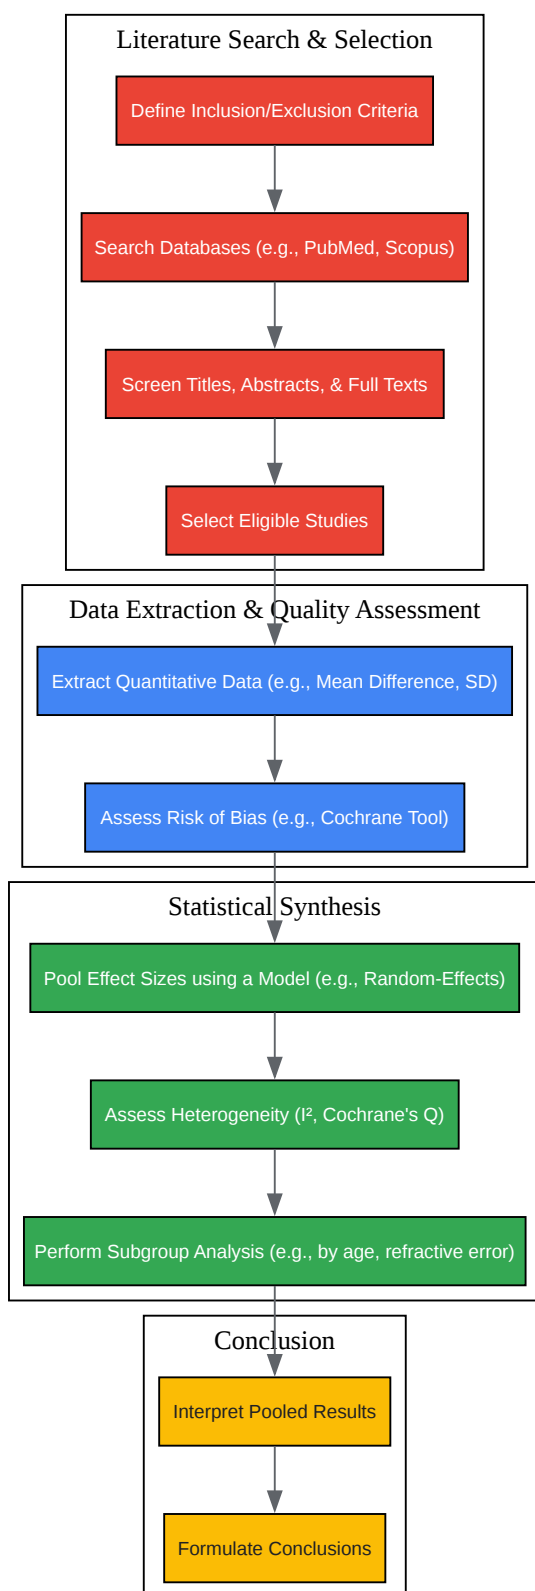 Literature Search & Selection
Define Inclusion/Exclusion Criteria
Search Databases (e.g., PubMed, Scopus)
Screen Titles, Abstracts, & Full Texts
Select Eligible Studies
Data Extraction & Quality Assessment
Extract Quantitative Data (e.g., Mean Difference, SD)
Assess Risk of Bias (e.g., Cochrane Tool)
Statistical Synthesis
Pool Effect Sizes using a Model (e.g., Random-Effects)
Assess Heterogeneity (I², Cochrane's Q)
Perform Subgroup Analysis (e.g., by age, refractive error)
Conclusion
Interpret Pooled Results
Formulate Conclusions